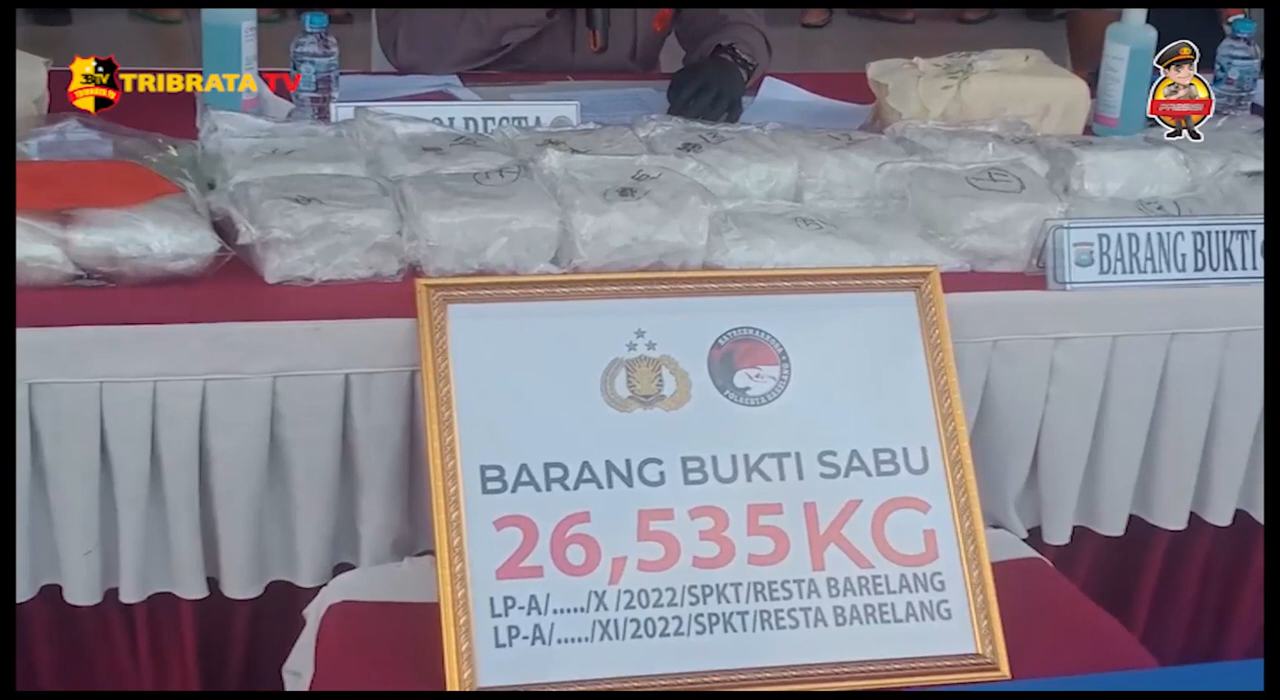 TRIBRATA TV
PRESISI
BARANG BUKTI
BARANG BUKTI SABU
26,535KG
LP-A/...../X /2022/SPKT/RESTA BARELANG
LP-A/...../XI/2022/SPKT/RESTA BARELANG